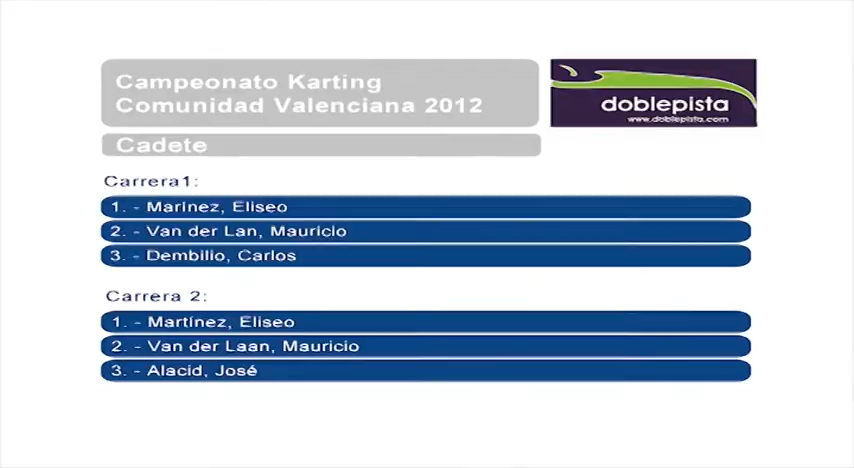 Campeonato Karting
Comunidad Valenciana 2012
doblepista
www.doblepista.com
Cadete
Carrera1:
1. - Marínez, Eliseo
2. - Van der Lan, Mauricio
3. - Dembilio, Carlos
Carrera 2:
1. - Martínez, Eliseo
2. - Van der Laan, Mauricio
3. - Alacid, José